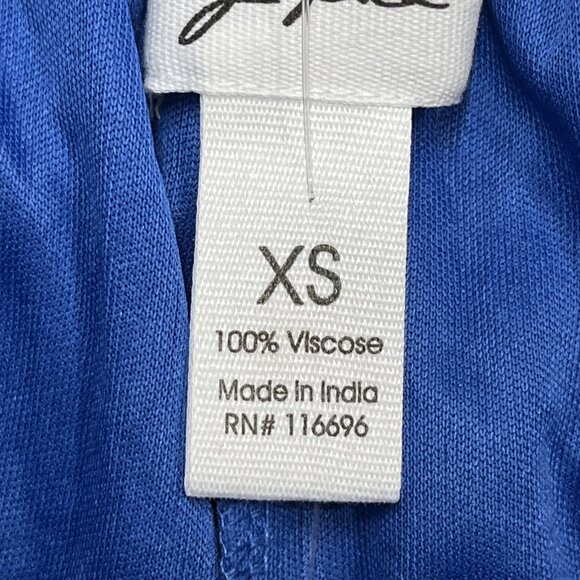 XS
100% Viscose
Made in India
RN# 116696